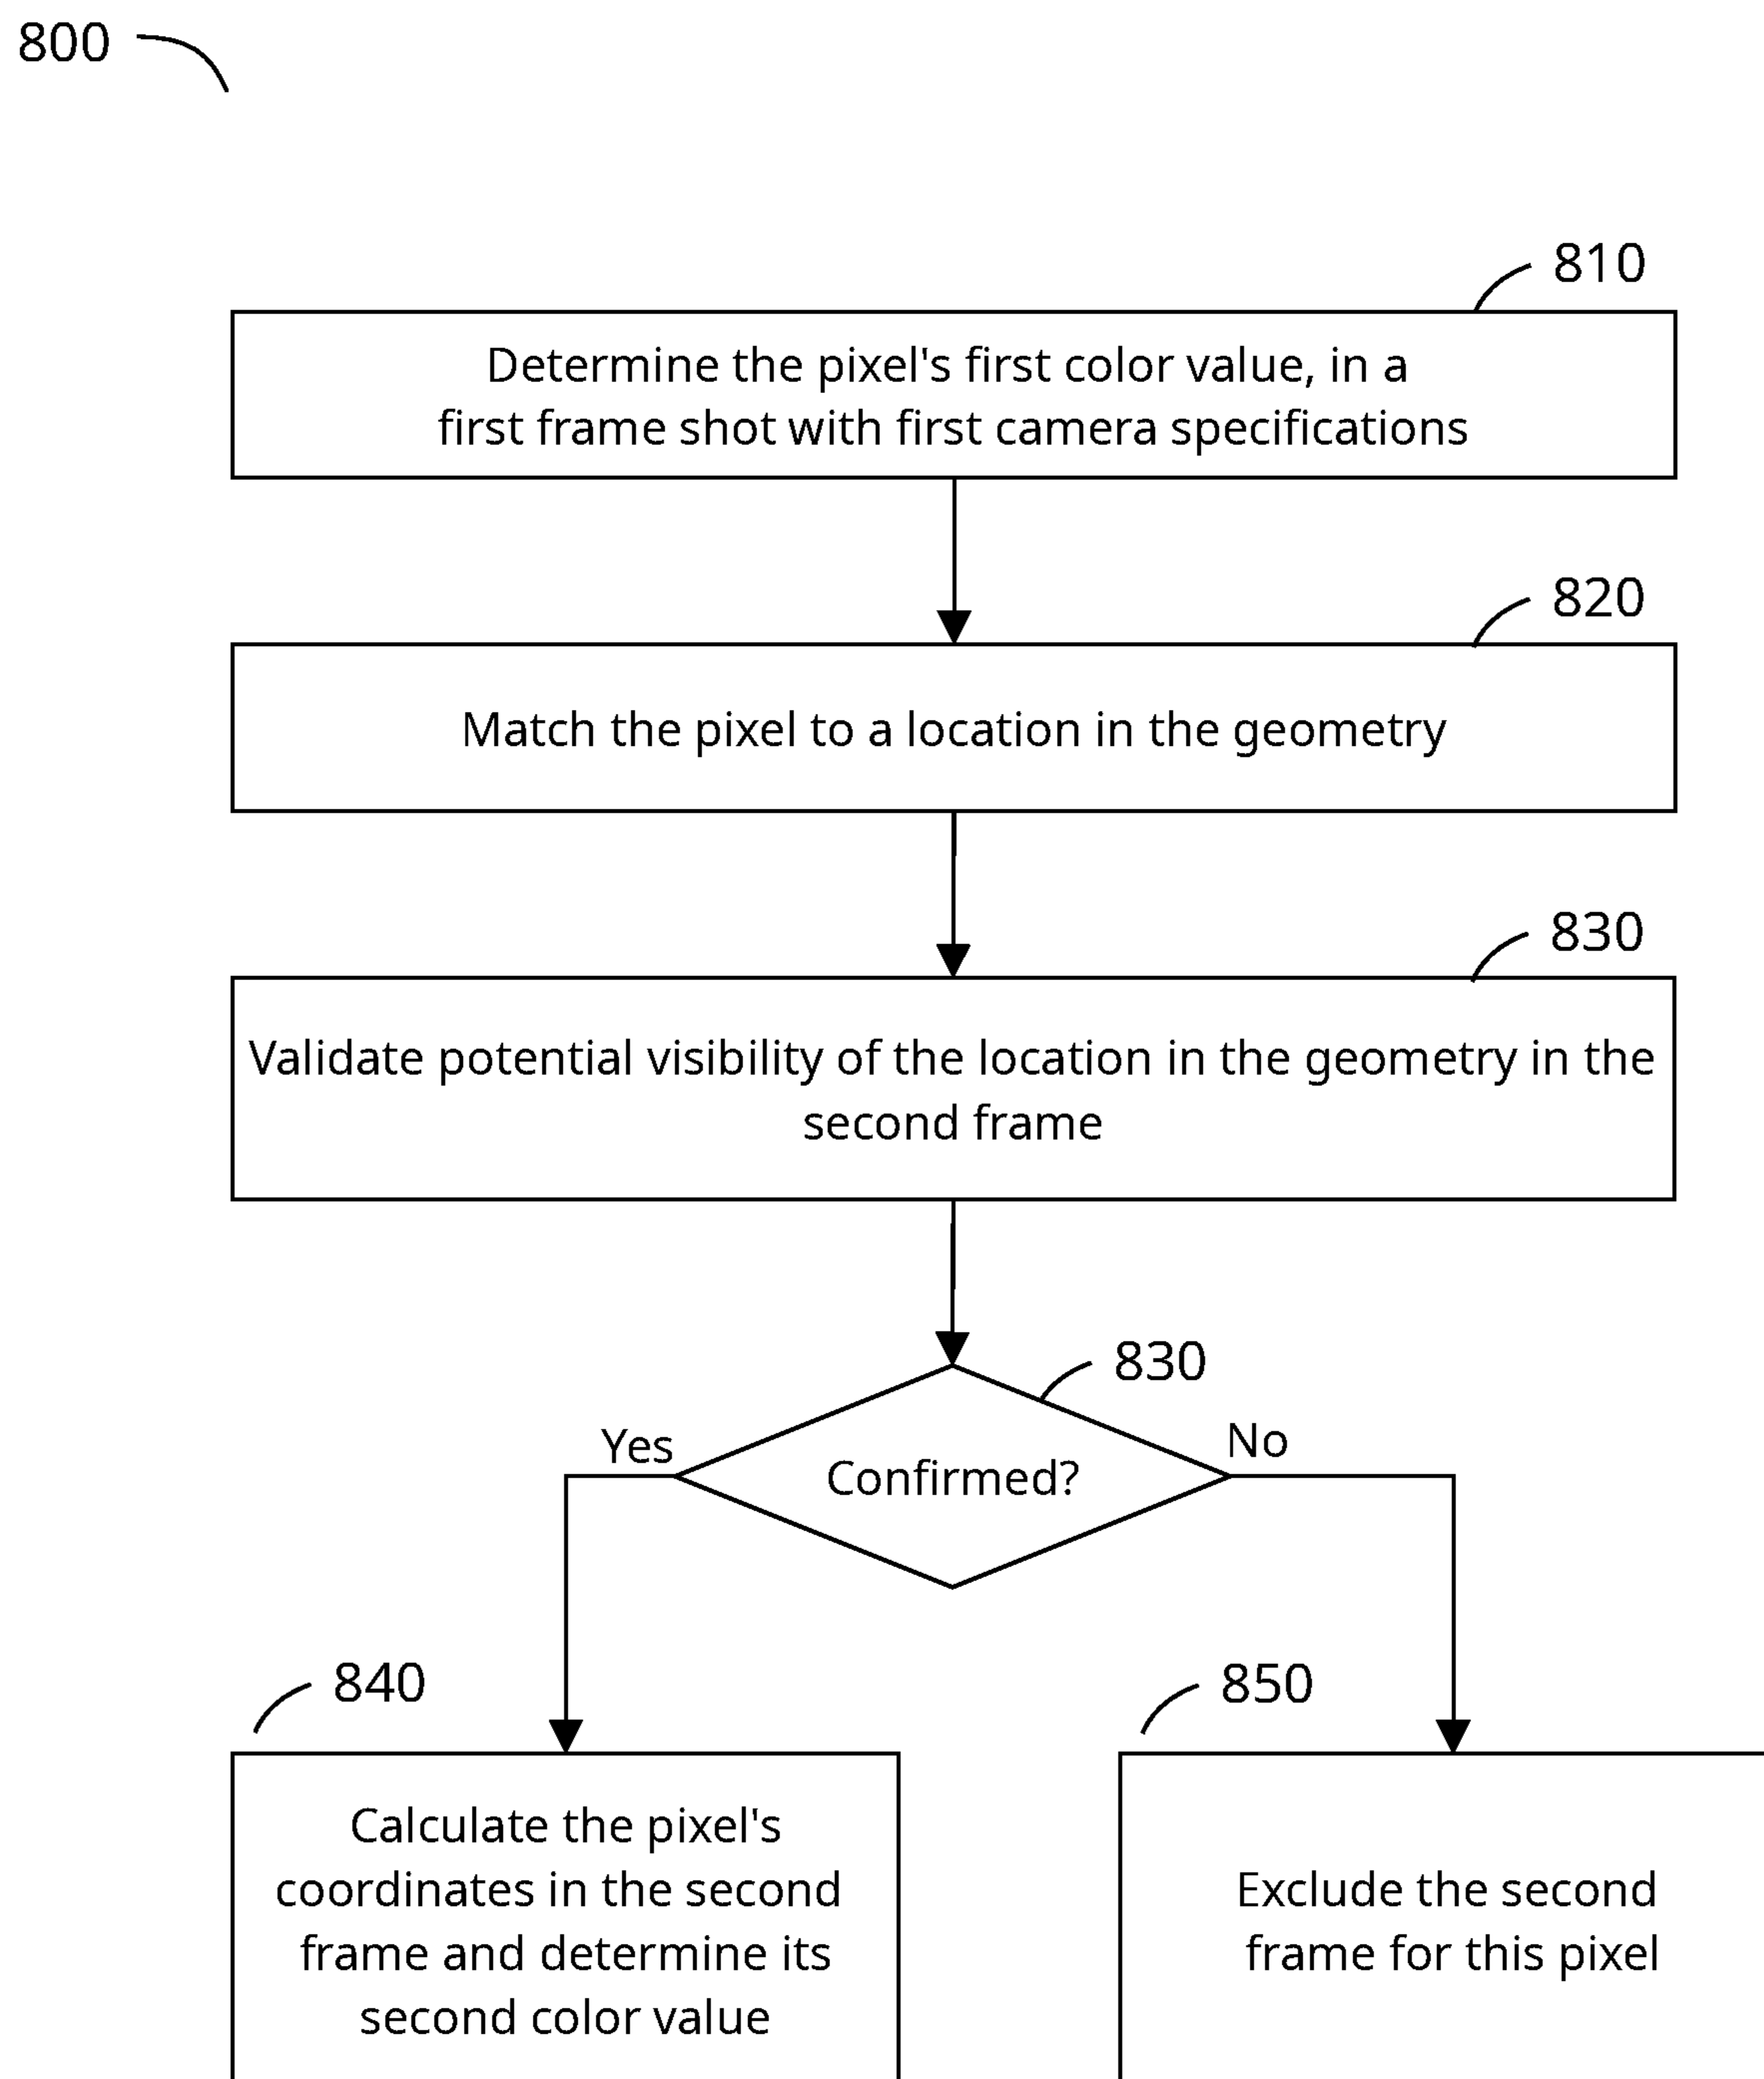 800
810
Determine the pixel's first color value, in a
first frame shot with first camera specifications
820
Match the pixel to a location in the geometry
830
Validate potential visibility of the location in the geometry in the
second frame
830
Yes
No
Confirmed?
840
850
Calculate the pixel's
coordinates in the second
frame and determine its
second color value
Exclude the second
frame for this pixel